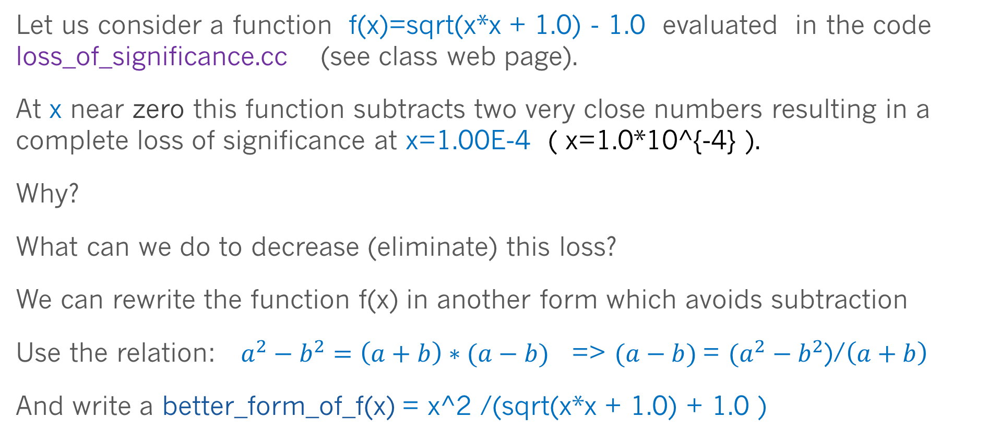 Let us consider a function f(x)=sqrt(x*x + 1.0) - 1.0 evaluated in the code
loss_of_significance.cc (see class web page).
At x near zero this function subtracts two very close numbers resulting in a
complete loss of significance at x=1.00E-4 ( x=1.0*10^{-4} ).
Why?
What can we do to decrease (eliminate) this loss?
We can rewrite the function f(x) in another form which avoids subtraction
Use the relation: a² − b² = (a + b) ∗ (a − b) => (a − b) = (a² − b²)/(a + b)
And write a better_form_of_f(x) = x^2 /(sqrt(x*x + 1.0) + 1.0 )